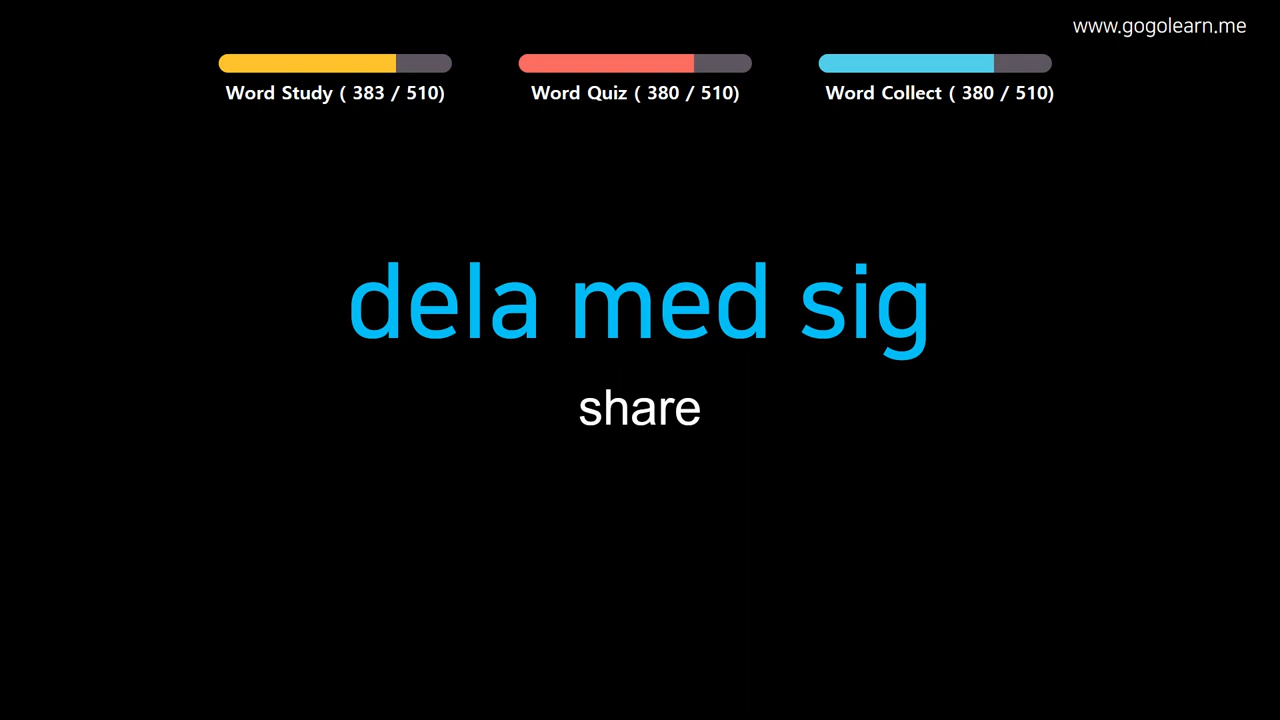 www.gogolearn.me
Word Study ( 383 / 510)
Word Quiz ( 380 / 510)
Word Collect ( 380 / 510)
dela med sig
share